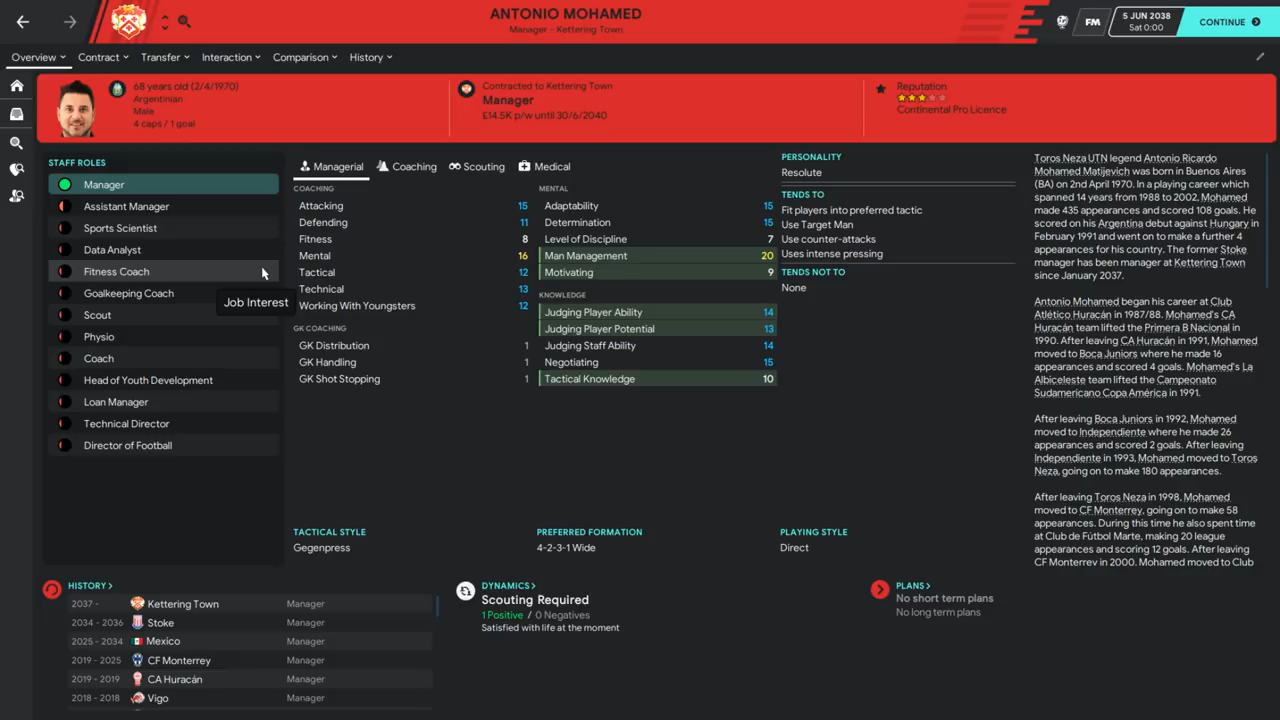 ANTONIO MOHAMED
Manager - Kettering Town
FM
5 JUN 2038
Sat 0:00
CONTINUE
Overview
Contract
Transfer
Interaction
Comparison
History
68 years old (2/4/1970)
Argentinian
Male
4 caps / 1 goal
Contracted to Kettering Town
Manager
£14.5K p/w until 30/6/2040
Reputation
Continental Pro Licence
STAFF ROLES
Manager
Assistant Manager
Sports Scientist
Data Analyst
Fitness Coach
Goalkeeping Coach
Job Interest
Scout
Physio
Coach
Head of Youth Development
Loan Manager
Technical Director
Director of Football
Managerial
Coaching
Scouting
Medical
COACHING
Attacking 15
Defending 11
Fitness 8
Mental 16
Tactical 12
Technical 13
Working With Youngsters 12
GK COACHING
GK Distribution 1
GK Handling 1
GK Shot Stopping 1
MENTAL
Adaptability 15
Determination 15
Level of Discipline 7
Man Management 20
Motivating 9
KNOWLEDGE
Judging Player Ability 14
Judging Player Potential 13
Judging Staff Ability 14
Negotiating 15
Tactical Knowledge 10
PERSONALITY
Resolute
TENDS TO
Fit players into preferred tactic
Use Target Man
Use counter-attacks
Uses intense pressing
TENDS NOT TO
None
TACTICAL STYLE
Gegenpress
PREFERRED FORMATION
4-2-3-1 Wide
PLAYING STYLE
Direct
Toros Neza UTN legend Antonio Ricardo
Mohamed Matijevich was born in Buenos Aires
(BA) on 2nd April 1970. In a playing career which
spanned 14 years from 1988 to 2002, Mohamed
made 435 appearances and scored 108 goals. He
scored on his Argentina debut against Hungary in
February 1991 and went on to make a further 4
appearances for his country. The former Stoke
manager has been manager at Kettering Town
since January 2037.
Antonio Mohamed began his career at Club
Atlético Huracán in 1987/88. Mohamed's CA
Huracán team lifted the Primera B Nacional in
1990. After leaving CA Huracán in 1991, Mohamed
moved to Boca Juniors where he made 16
appearances and scored 4 goals. Mohamed's La
Albiceleste team lifted the Campeonato
Sudamericano Copa América in 1991.
After leaving Boca Juniors in 1992, Mohamed
moved to Independiente where he made 26
appearances and scored 2 goals. After leaving
Independiente in 1993, Mohamed moved to Toros
Neza, going on to make 180 appearances.
After leaving Toros Neza in 1998, Mohamed
moved to CF Monterrey, going on to make 58
appearances. During this time he also spent time
at Club de Fútbol Marte, making 20 league
appearances and scoring 12 goals. After leaving
CF Monterrey in 2000, Mohamed moved to Club
HISTORY >
2037 - Kettering Town Manager
2034 - 2036 Stoke Manager
2025 - 2034 Mexico Manager
2019 - 2025 CF Monterrey Manager
2019 - 2019 CA Huracán Manager
2018 - 2018 Vigo Manager
DYNAMICS >
Scouting Required
1 Positive / 0 Negatives
Satisfied with life at the moment
PLANS >
No short term plans
No long term plans